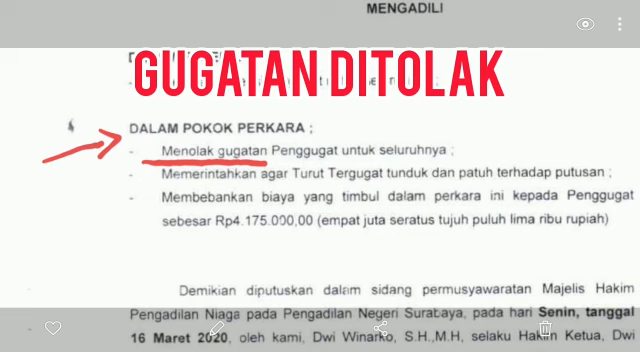 MENGADILI
GUGATAN DITOLAK
DALAM POKOK PERKARA ;
- Menolak gugatan Penggugat untuk seluruhnya ;
- Memerintahkan agar Turut Tergugat tunduk dan patuh terhadap putusan ;
- Membebankan biaya yang timbul dalam perkara ini kepada Penggugat
sebesar Rp4.175.000,00 (empat juta seratus tujuh puluh lima ribu rupiah)
Demikian diputuskan dalam sidang permusyawaratan Majelis Hakim
Pengadilan Niaga pada Pengadilan Negeri Surabaya, pada hari Senin, tanggal
16 Maret 2020, oleh kami, Dwi Winarko, S.H.,M.H, selaku Hakim Ketua, Dwi